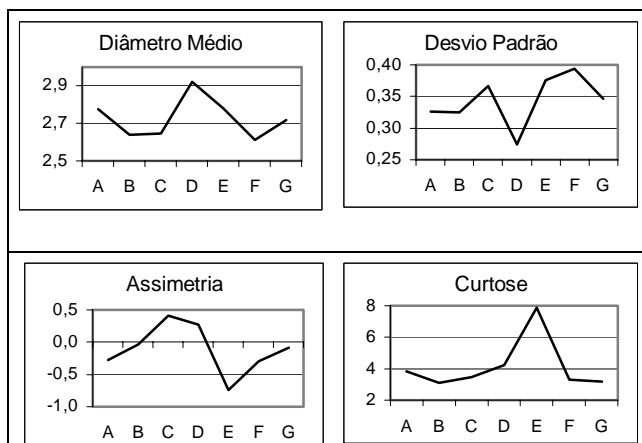 Diâmetro Médio
2,9
2,7
2,5
A B C D E F G
Desvio Padrão
0,40
0,35
0,30
0,25
A B C D E F G
Assimetria
0,5
0,0
-0,5
-1,0
A B C D E F G
Curtose
8
6
4
2
A B C D E F G